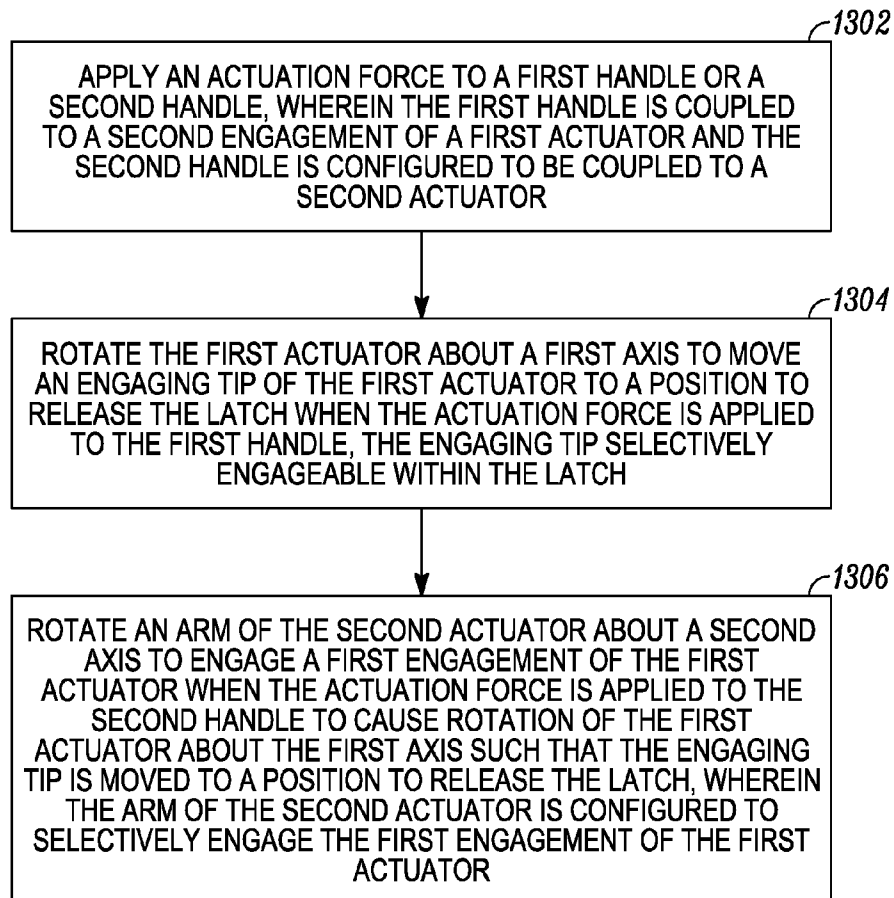 1302
APPLY AN ACTUATION FORCE TO A FIRST HANDLE OR A
SECOND HANDLE, WHEREIN THE FIRST HANDLE IS COUPLED
TO A SECOND ENGAGEMENT OF A FIRST ACTUATOR AND THE
SECOND HANDLE IS CONFIGURED TO BE COUPLED TO A
SECOND ACTUATOR
1304
ROTATE THE FIRST ACTUATOR ABOUT A FIRST AXIS TO MOVE
AN ENGAGING TIP OF THE FIRST ACTUATOR TO A POSITION TO
RELEASE THE LATCH WHEN THE ACTUATION FORCE IS APPLIED
TO THE FIRST HANDLE, THE ENGAGING TIP SELECTIVELY
ENGAGEABLE WITHIN THE LATCH
1306
ROTATE AN ARM OF THE SECOND ACTUATOR ABOUT A SECOND
AXIS TO ENGAGE A FIRST ENGAGEMENT OF THE FIRST
ACTUATOR WHEN THE ACTUATION FORCE IS APPLIED TO THE
SECOND HANDLE TO CAUSE ROTATION OF THE FIRST
ACTUATOR ABOUT THE FIRST AXIS SUCH THAT THE ENGAGING
TIP IS MOVED TO A POSITION TO RELEASE THE LATCH, WHEREIN
THE ARM OF THE SECOND ACTUATOR IS CONFIGURED TO
SELECTIVELY ENGAGE THE FIRST ENGAGEMENT OF THE FIRST
ACTUATOR